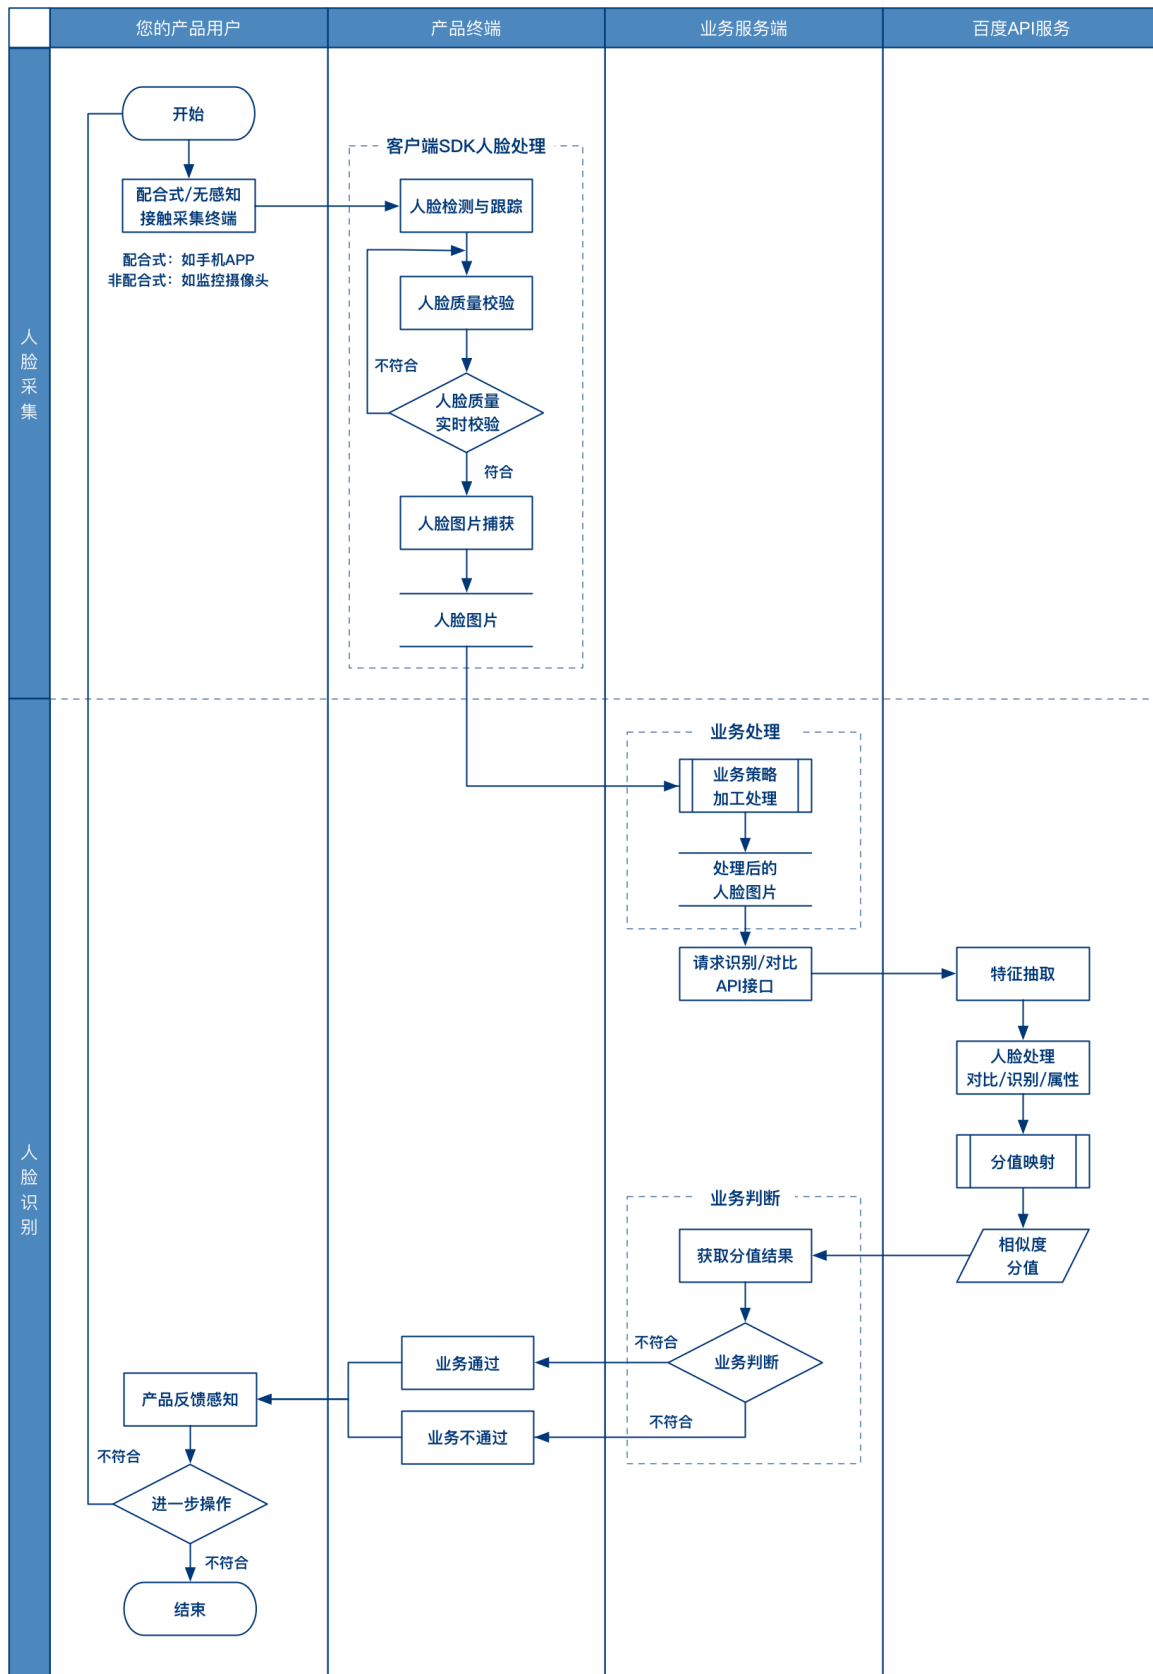 您的产品用户
产品终端
业务服务端
百度API服务
人脸采集
开始
配合式/无感知
接触采集终端
配合式：如手机APP
非配合式：如监控摄像头
客户端SDK人脸处理
人脸检测与跟踪
人脸质量校验
不符合
人脸质量
实时校验
符合
人脸图片捕获
人脸图片
人脸识别
业务处理
业务策略
加工处理
处理后的
人脸图片
请求识别/对比
API接口
特征抽取
人脸处理
对比/识别/属性
分值映射
相似度
分值
业务判断
获取分值结果
业务判断
不符合
不符合
业务通过
业务不通过
产品反馈感知
不符合
进一步操作
不符合
结束